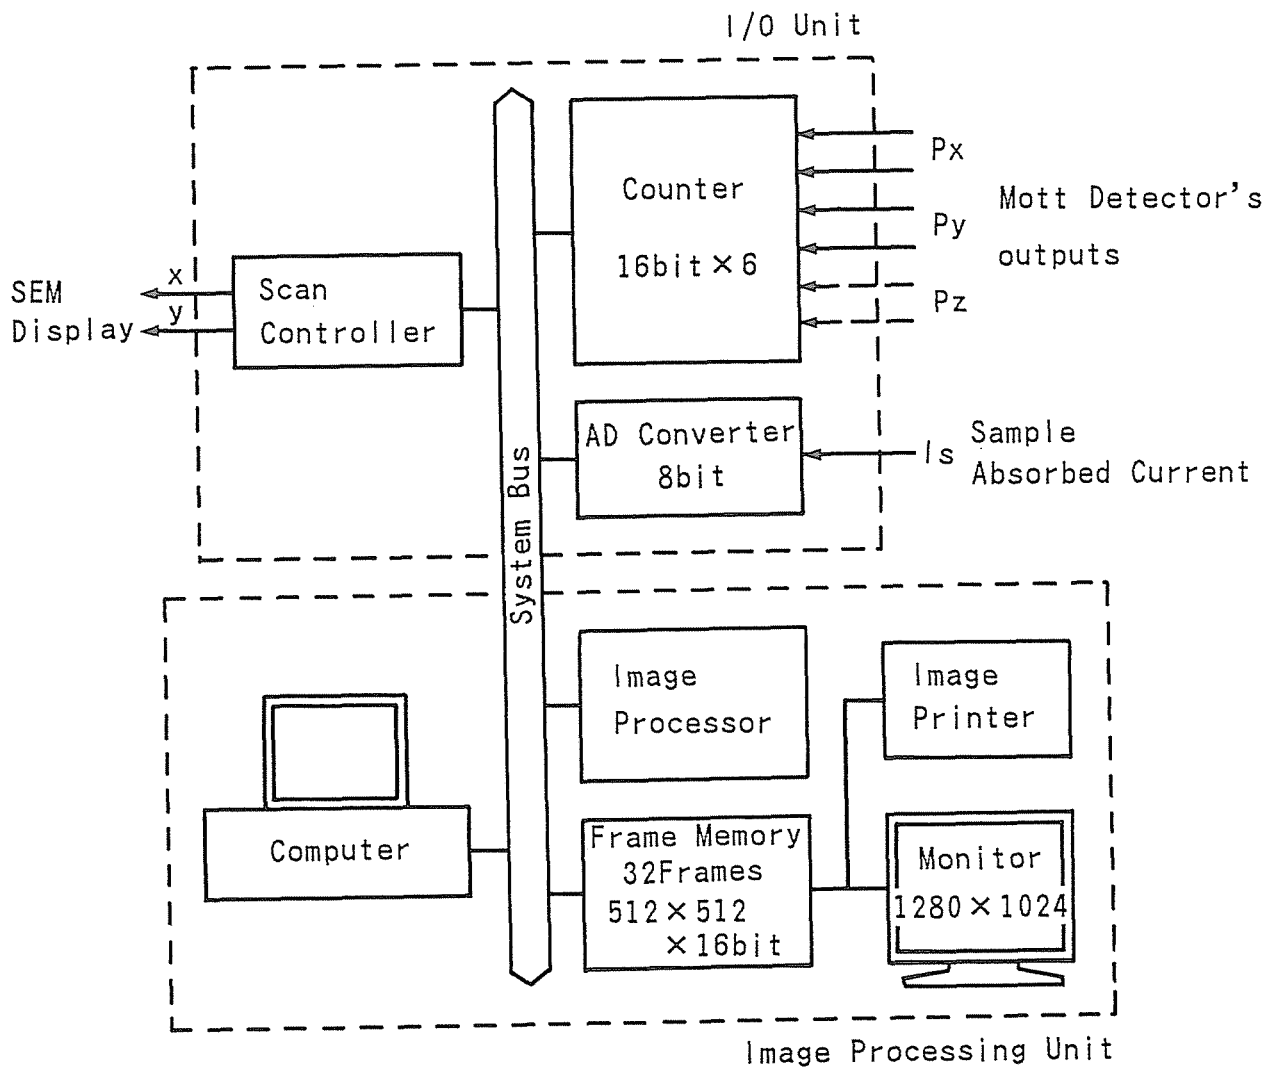 I/O Unit
Counter
16bit × 6
Px
Py
Pz
Mott Detector's
outputs
SEM
Display
x
y
Scan
Controller
AD Converter
8bit
Is
Sample
Absorbed Current
System Bus
Image
Processor
Image
Printer
Computer
Frame Memory
32Frames
512 × 512
× 16bit
Monitor
1280 × 1024
Image Processing Unit